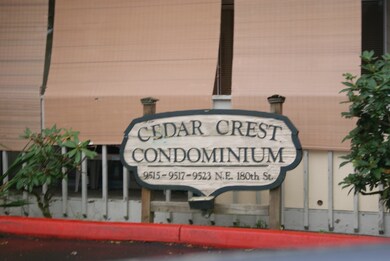 CEDAR CREST
CONDOMINIUM
9515-9517-9523 N.E. 180th St.